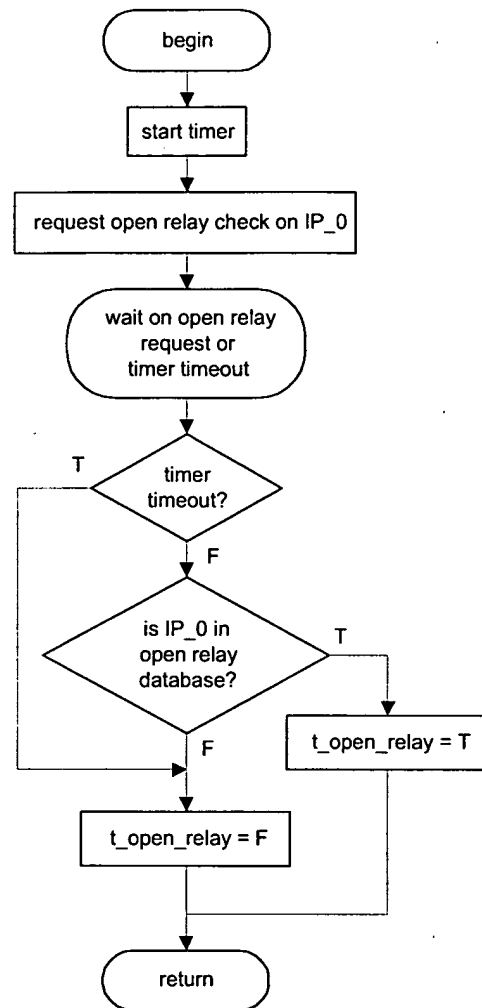 begin
start timer
request open relay check on IP_0
wait on open relay
request or
timer timeout
T
timer
timeout?
F
is IP_0 in
open relay
database?
T
F
t_open_relay = T
t_open_relay = F
return